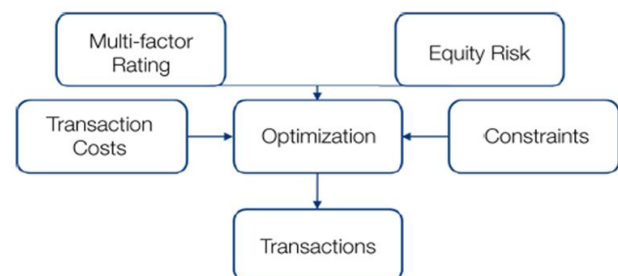 Multi-factor
Rating
Equity Risk
Transaction
Costs
Optimization
Constraints
Transactions